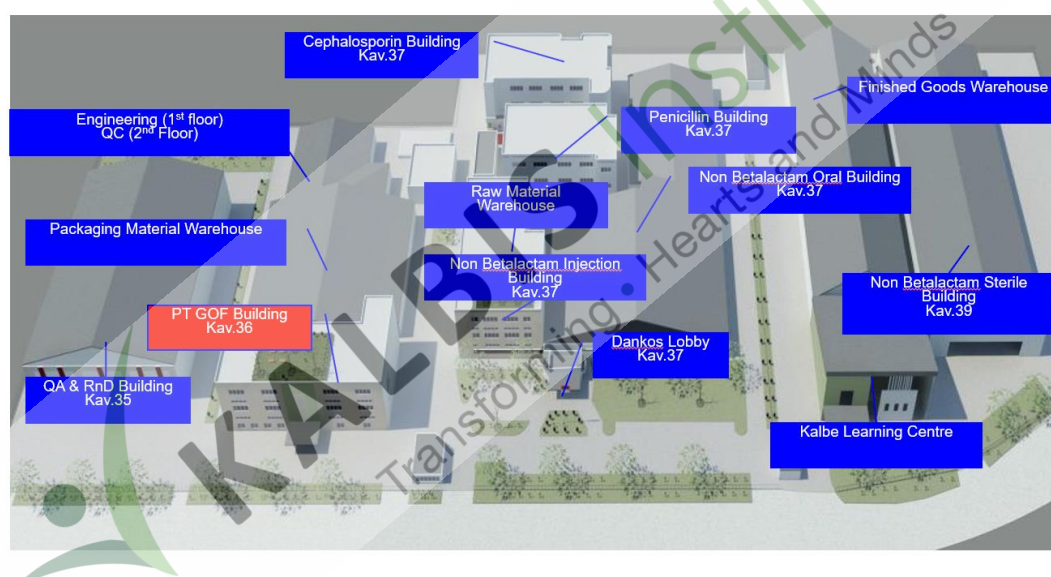 Cephalosporin Building
Kav.37
Finished Goods Warehouse
Engineering (1st floor)
QC (2nd Floor)
Penicillin Building
Kav.37
Non Betalactam Oral Building
Kav.37
Raw Material
Warehouse
Packaging Material Warehouse
Non Betalactam Injection
Building
Kav.37
Non Betalactam Sterile
Building
Kav.39
PT GOF Building
Kav.36
Dankos Lobby
Kav.37
QA & RnD Building
Kav.35
Kalbe Learning Centre
KALBIS
Transforming • Hearts and Minds